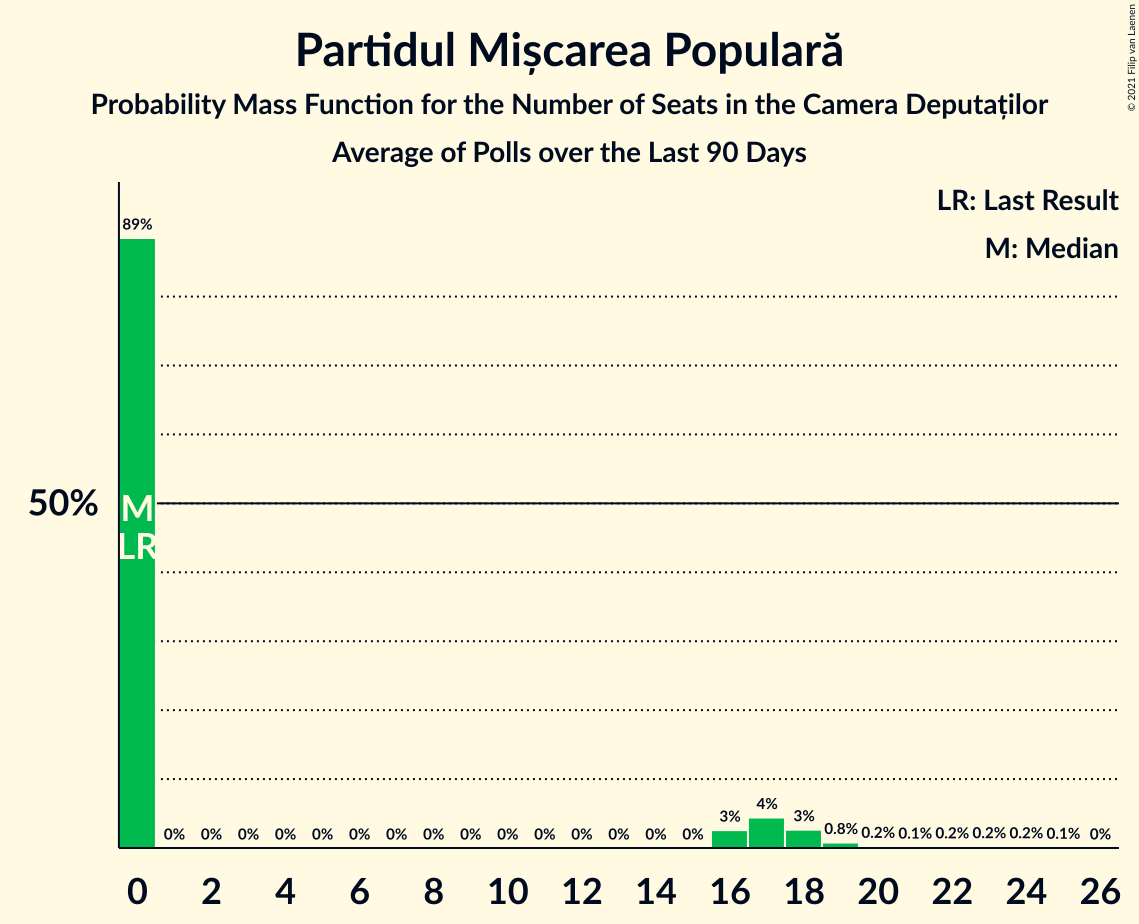 Partidul Mișcarea Populară
Probability Mass Function for the Number of Seats in the Camera Deputaților
Average of Polls over the Last 90 Days
© 2021 Filip van Laenen
LR: Last Result
M: Median
89%
50%
M
LR
0% 0% 0% 0% 0% 0% 0% 0% 0% 0% 0% 0% 0% 0% 0% 3% 4% 3% 0.8% 0.2% 0.1% 0.2% 0.2% 0.2% 0.1% 0%
0 2 4 6 8 10 12 14 16 18 20 22 24 26